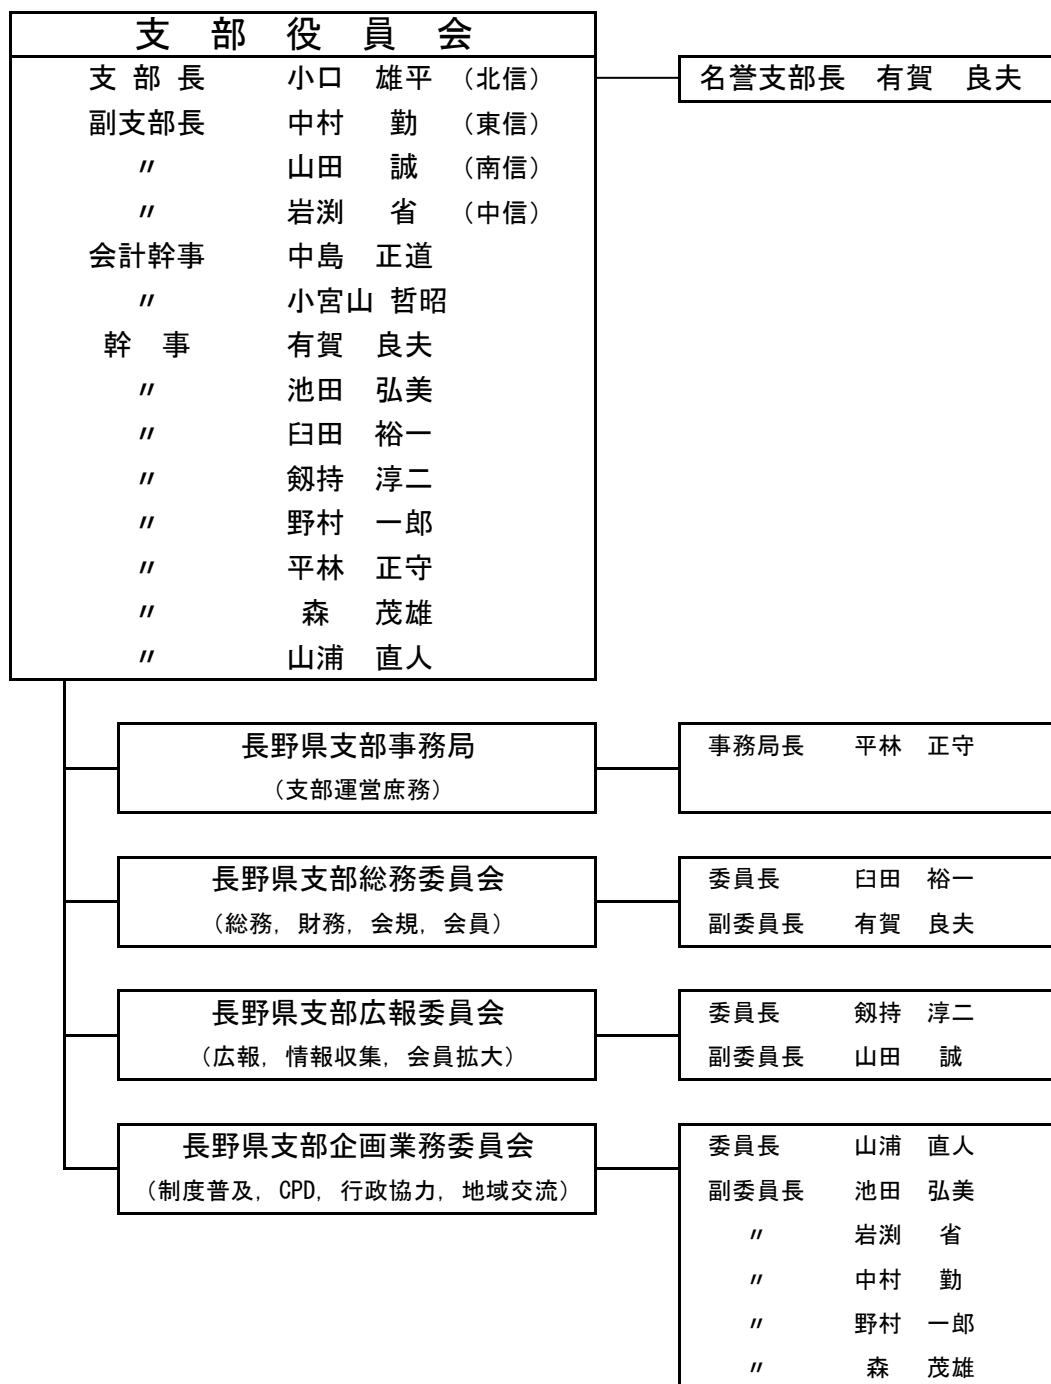 支部役員会
支部長 小口 雄平 (北信)
副支部長 中村 勤 (東信)
〃 山田 誠 (南信)
〃 岩渕 省 (中信)
会計幹事 中島 正道
〃 小宮山 哲昭
幹事 有賀 良夫
〃 池田 弘美
〃 臼田 裕一
〃 剱持 淳二
〃 野村 一郎
〃 平林 正守
〃 森 茂雄
〃 山浦 直人
名誉支部長 有賀 良夫
長野県支部事務局
(支部運営庶務)
事務局長 平林 正守
長野県支部総務委員会
(総務, 財務, 会規, 会員)
委員長 臼田 裕一
副委員長 有賀 良夫
長野県支部広報委員会
(広報, 情報収集, 会員拡大)
委員長 剱持 淳二
副委員長 山田 誠
長野県支部企画業務委員会
(制度普及, CPD, 行政協力, 地域交流)
委員長 山浦 直人
副委員長 池田 弘美
〃 岩渕 省
〃 中村 勤
〃 野村 一郎
〃 森 茂雄